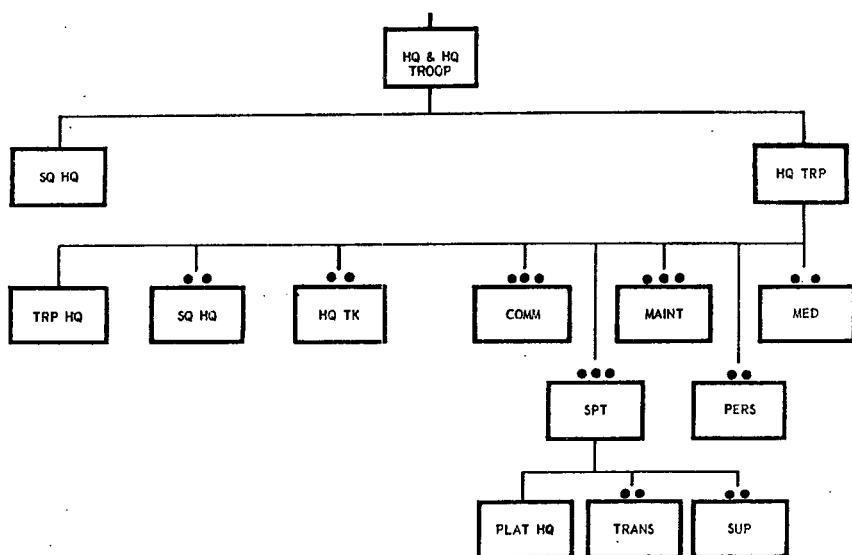 HQ & HQ
TROOP
SQ HQ
HQ TRP
TRP HQ
SQ HQ
HQ TK
COMM
MAINT
MED
SPT
PERS
PLAT HQ
TRANS
SUP